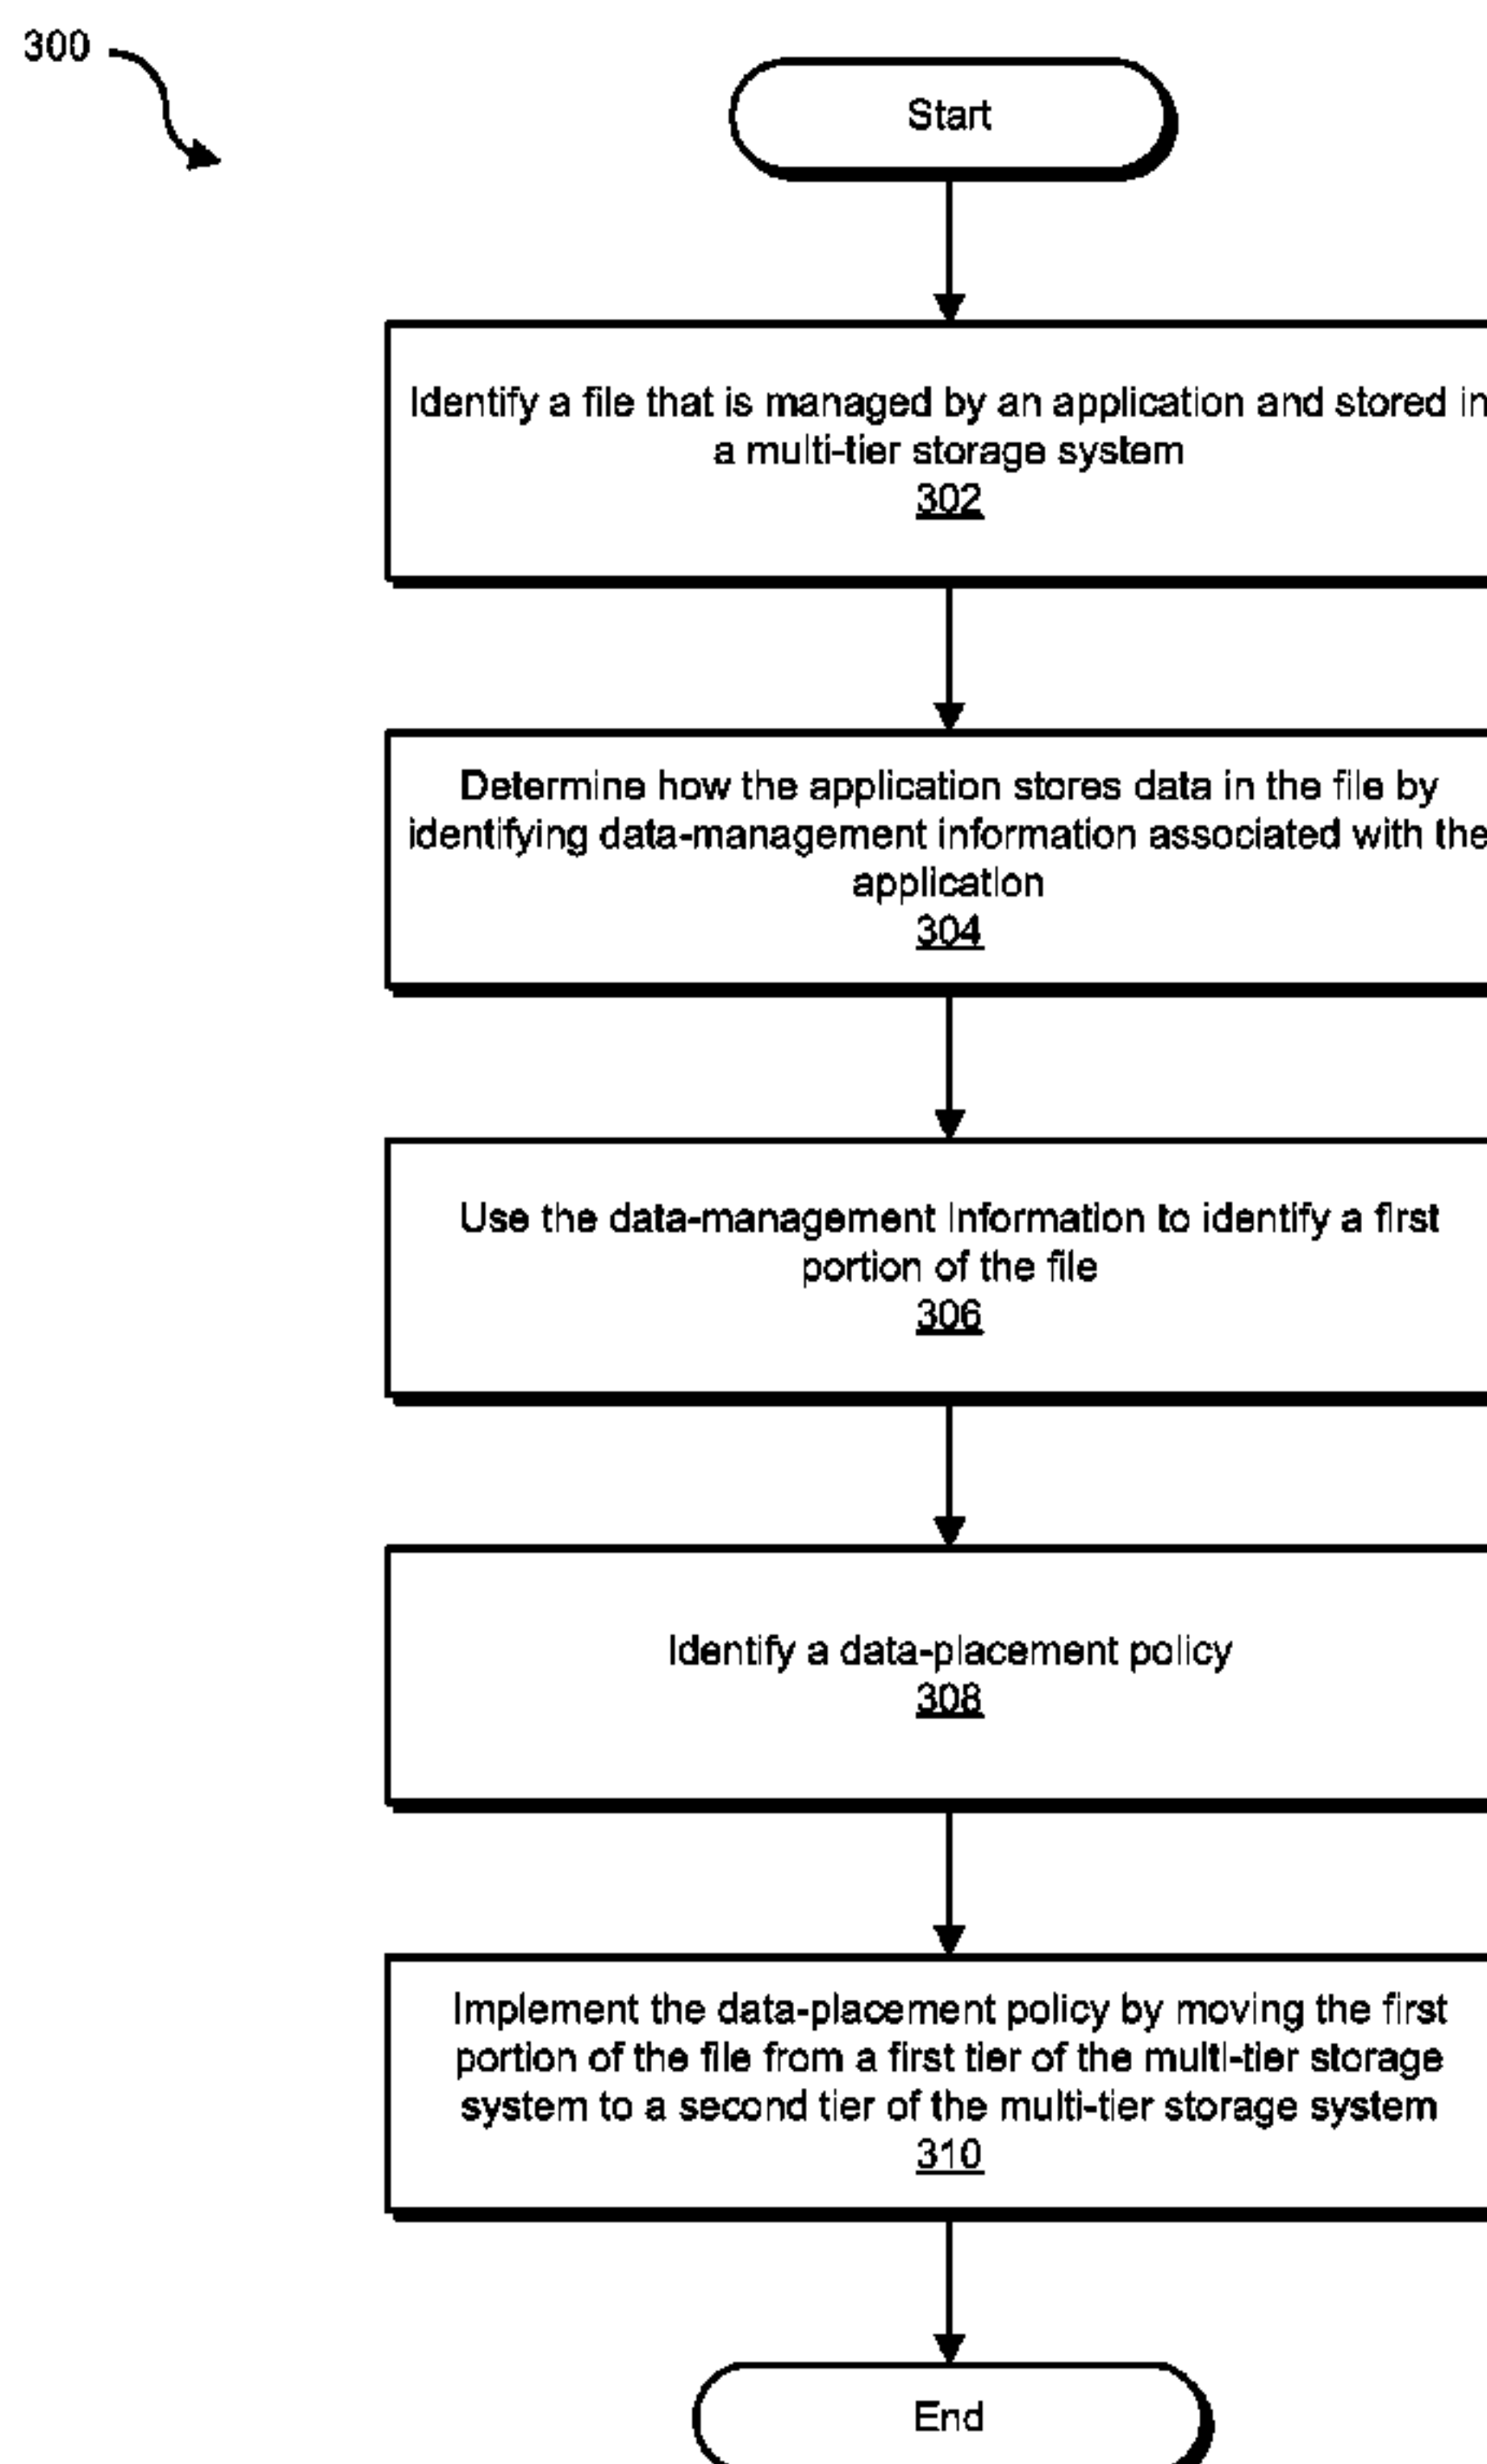 300
Start
Identify a file that is managed by an application and stored in
a multi-tier storage system
302
Determine how the application stores data in the file by
identifying data-management information associated with the
application
304
Use the data-management information to identify a first
portion of the file
306
Identify a data-placement policy
308
Implement the data-placement policy by moving the first
portion of the file from a first tier of the multi-tier storage
system to a second tier of the multi-tier storage system
310
End